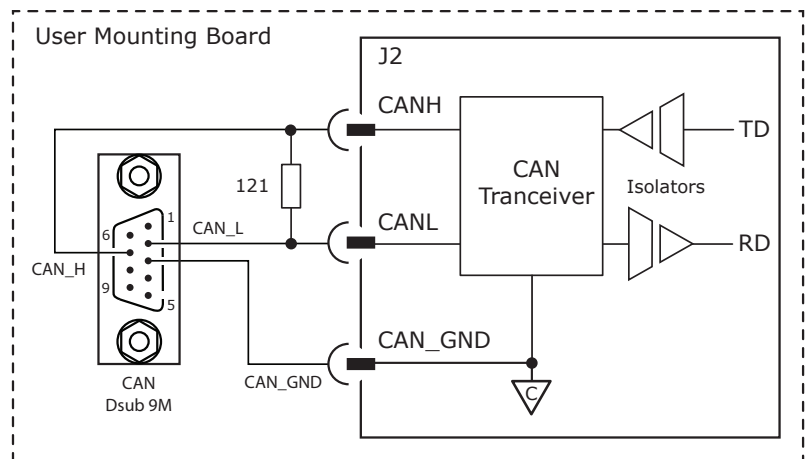 User Mounting Board
J2
CANH
TD
CAN
Tranceiver
Isolators
121
1
6
CAN_L
CANL
RD
CAN_H
9
5
CAN_GND
CAN_GND
CAN
Dsub 9M
C